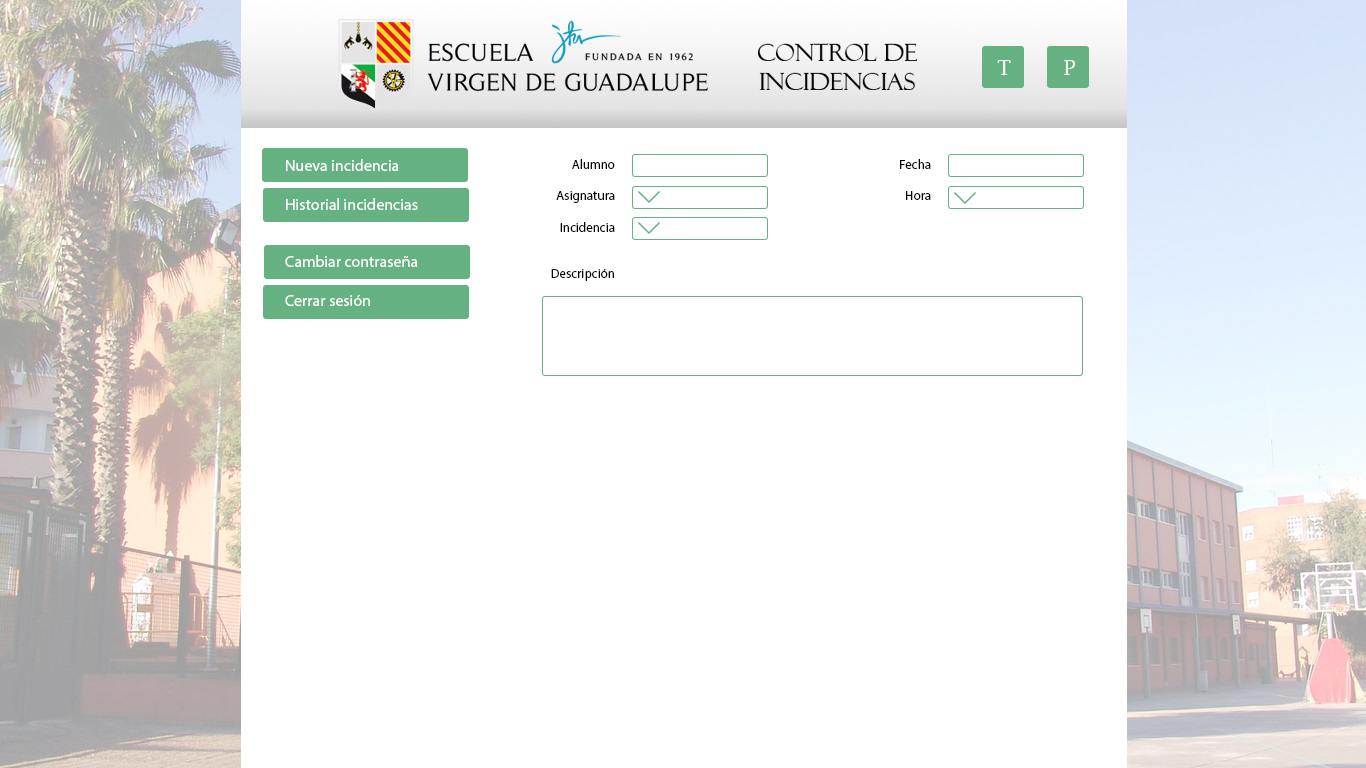 ESCUELA
FUNDADA EN 1962
VIRGEN DE GUADALUPE
CONTROL DE
INCIDENCIAS
T
P
Nueva incidencia
Historial incidencias
Cambiar contraseña
Cerrar sesión
Alumno
Fecha
Asignatura
Hora
Incidencia
Descripción